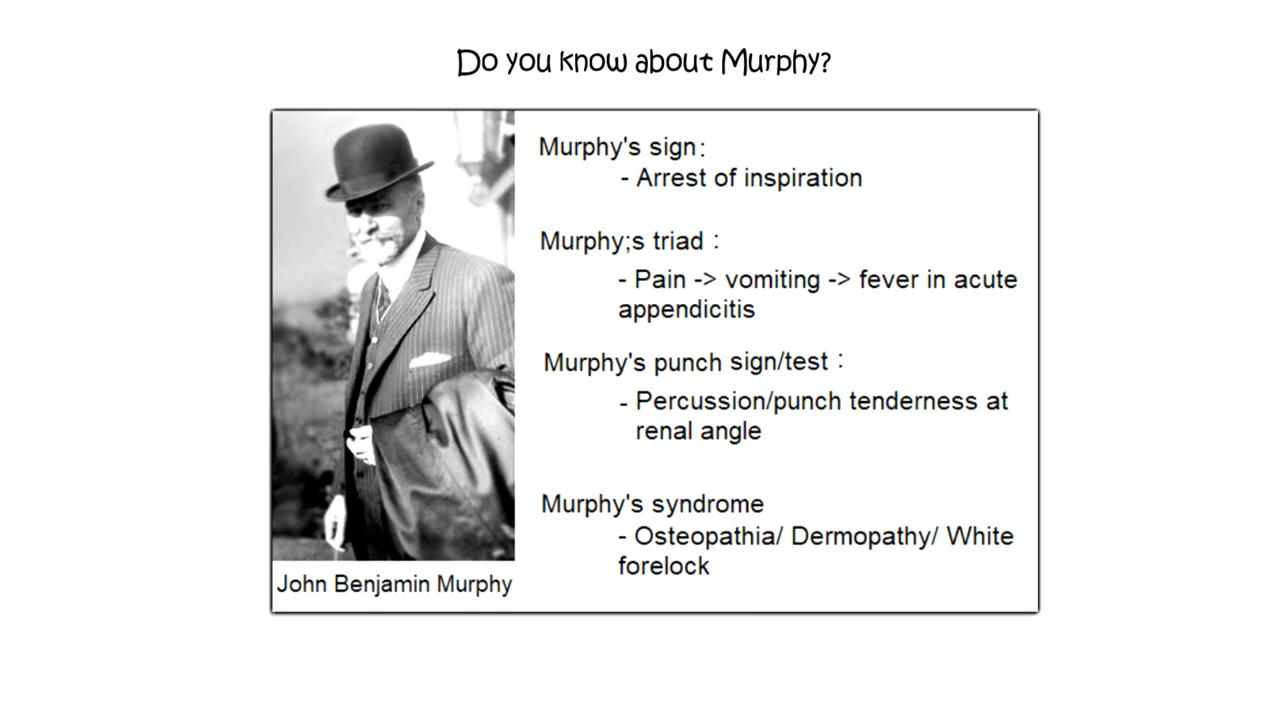 Do you know about Murphy?
Murphy's sign:
- Arrest of inspiration
Murphy;s triad :
- Pain -> vomiting -> fever in acute
appendicitis
Murphy's punch sign/test :
- Percussion/punch tenderness at
renal angle
Murphy's syndrome
- Osteopathia/ Dermopathy/ White
forelock
John Benjamin Murphy